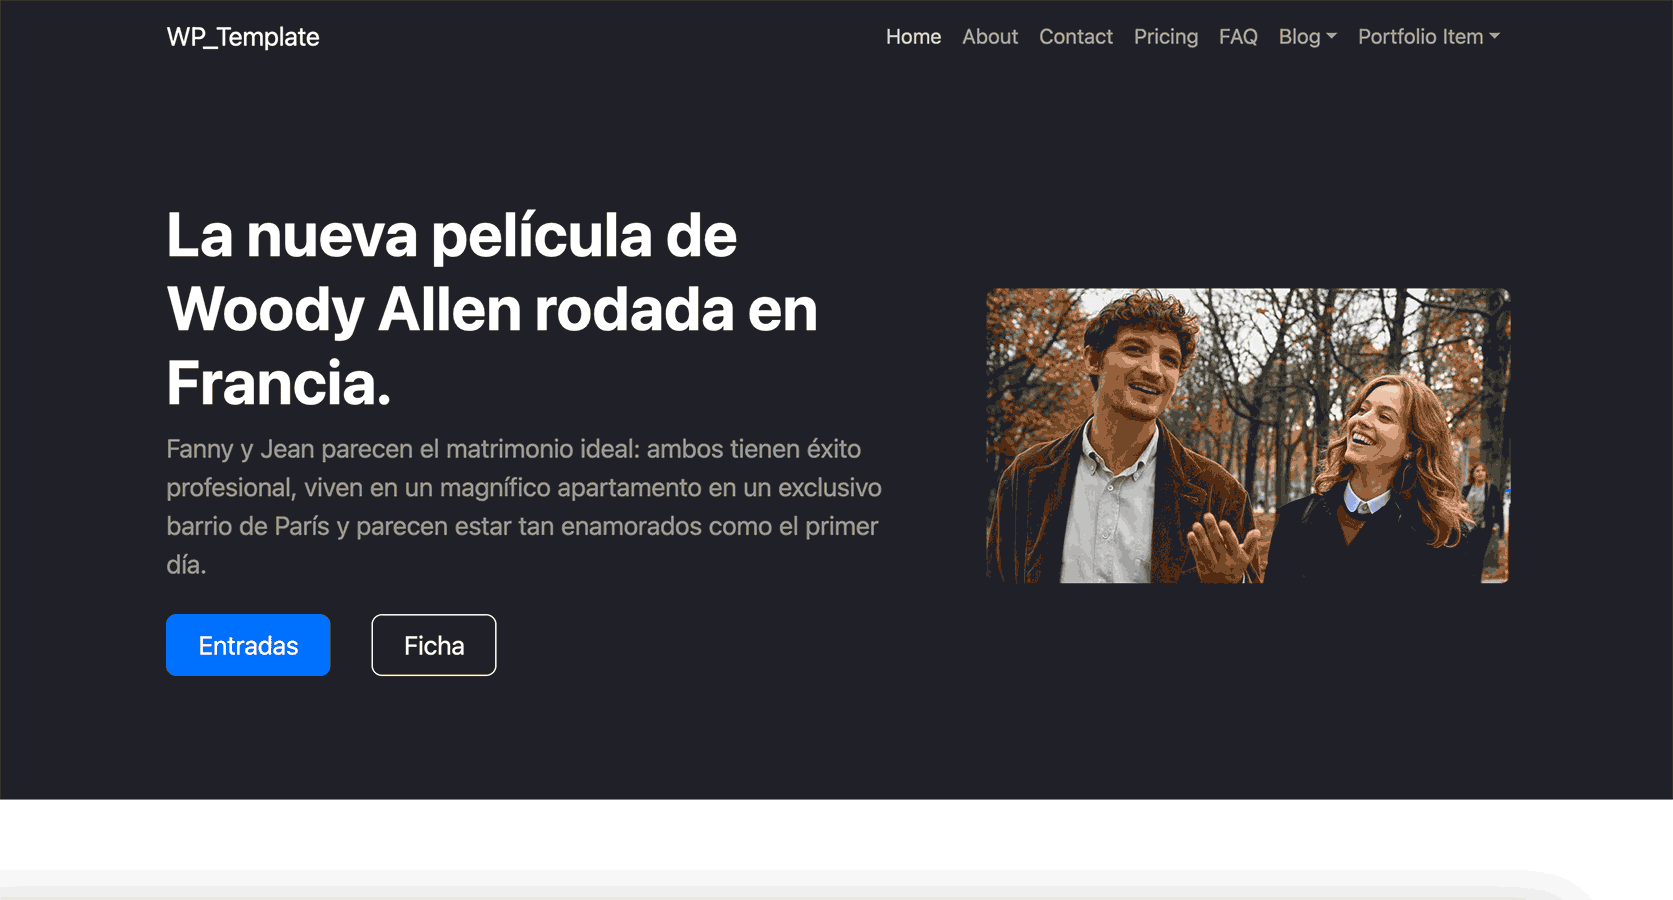 WP_Template
Home About Contact Pricing FAQ Blog Portfolio Item
La nueva película de
Woody Allen rodada en
Francia.
Fanny y Jean parecen el matrimonio ideal: ambos tienen éxito
profesional, viven en un magnífico apartamento en un exclusivo
barrio de París y parecen estar tan enamorados como el primer
día.
Entradas Ficha